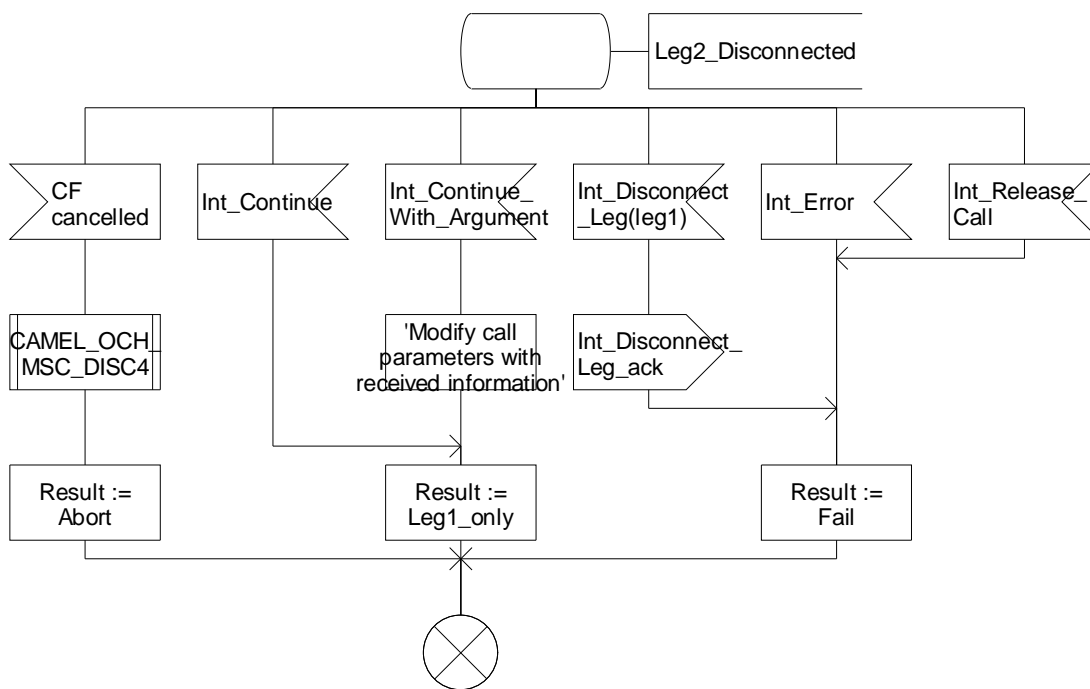 Leg2_Disconnected
CF
cancelled
Int_Continue
Int_Continue_
With_Argument
Int_Disconnect
_Leg(leg1)
Int_Error
Int_Release_
Call
CAMEL_OCH_
MSC_DISC4
'Modify call
parameters with
received information'
Int_Disconnect_
Leg_ack
Result :=
Abort
Result :=
Leg1_only
Result :=
Fail